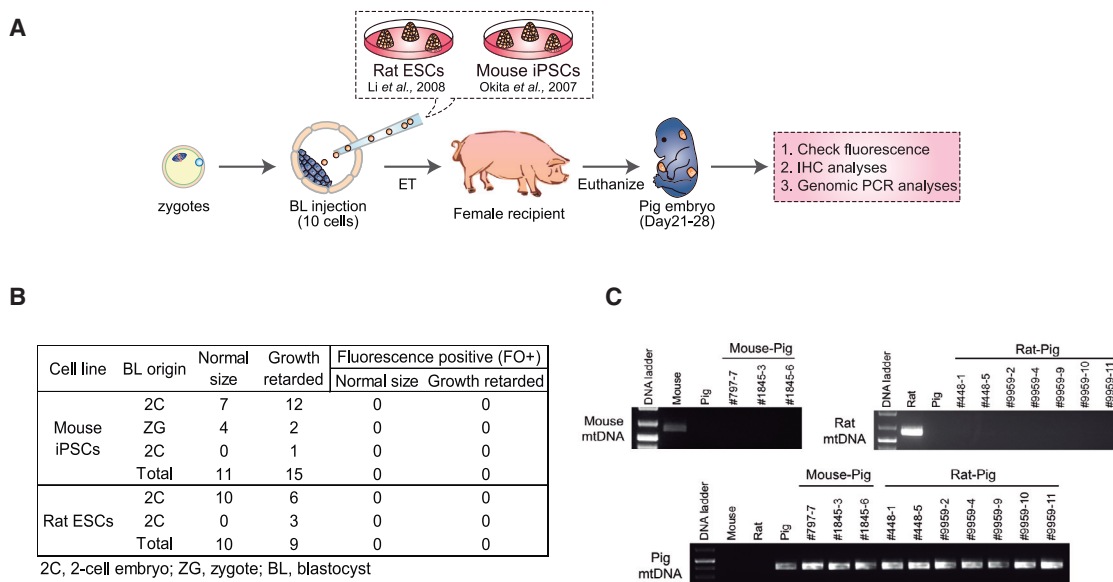 A
Rat ESCs
Li et al., 2008
Mouse iPSCs
Okita et al., 2007
zygotes
BL injection
(10 cells)
ET
Female recipient
Euthanize
Pig embryo
(Day21-28)
1. Check fluorescence
2. IHC analyses
3. Genomic PCR analyses
B
Cell line BL origin Normal size Growth retarded Fluorescence positive (FO+)
Normal size Growth retarded
Mouse iPSCs
2C 7 12 0 0
ZG 4 2 0 0
2C 0 1 0 0
Total 11 15 0 0
Rat ESCs
2C 10 6 0 0
2C 0 3 0 0
Total 10 9 0 0
2C, 2-cell embryo; ZG, zygote; BL, blastocyst
C
Mouse-Pig
DNA ladder
Mouse
Pig
#797-7
#1845-3
#1845-6
Mouse
mtDNA
Rat-Pig
DNA ladder
Rat
Pig
#448-1
#448-5
#9959-2
#9959-4
#9959-9
#9959-10
#9959-11
Rat
mtDNA
Mouse-Pig
Rat-Pig
DNA ladder
Mouse
Rat
Pig
#797-7
#1845-3
#1845-6
#448-1
#448-5
#9959-2
#9959-4
#9959-9
#9959-10
#9959-11
Pig
mtDNA